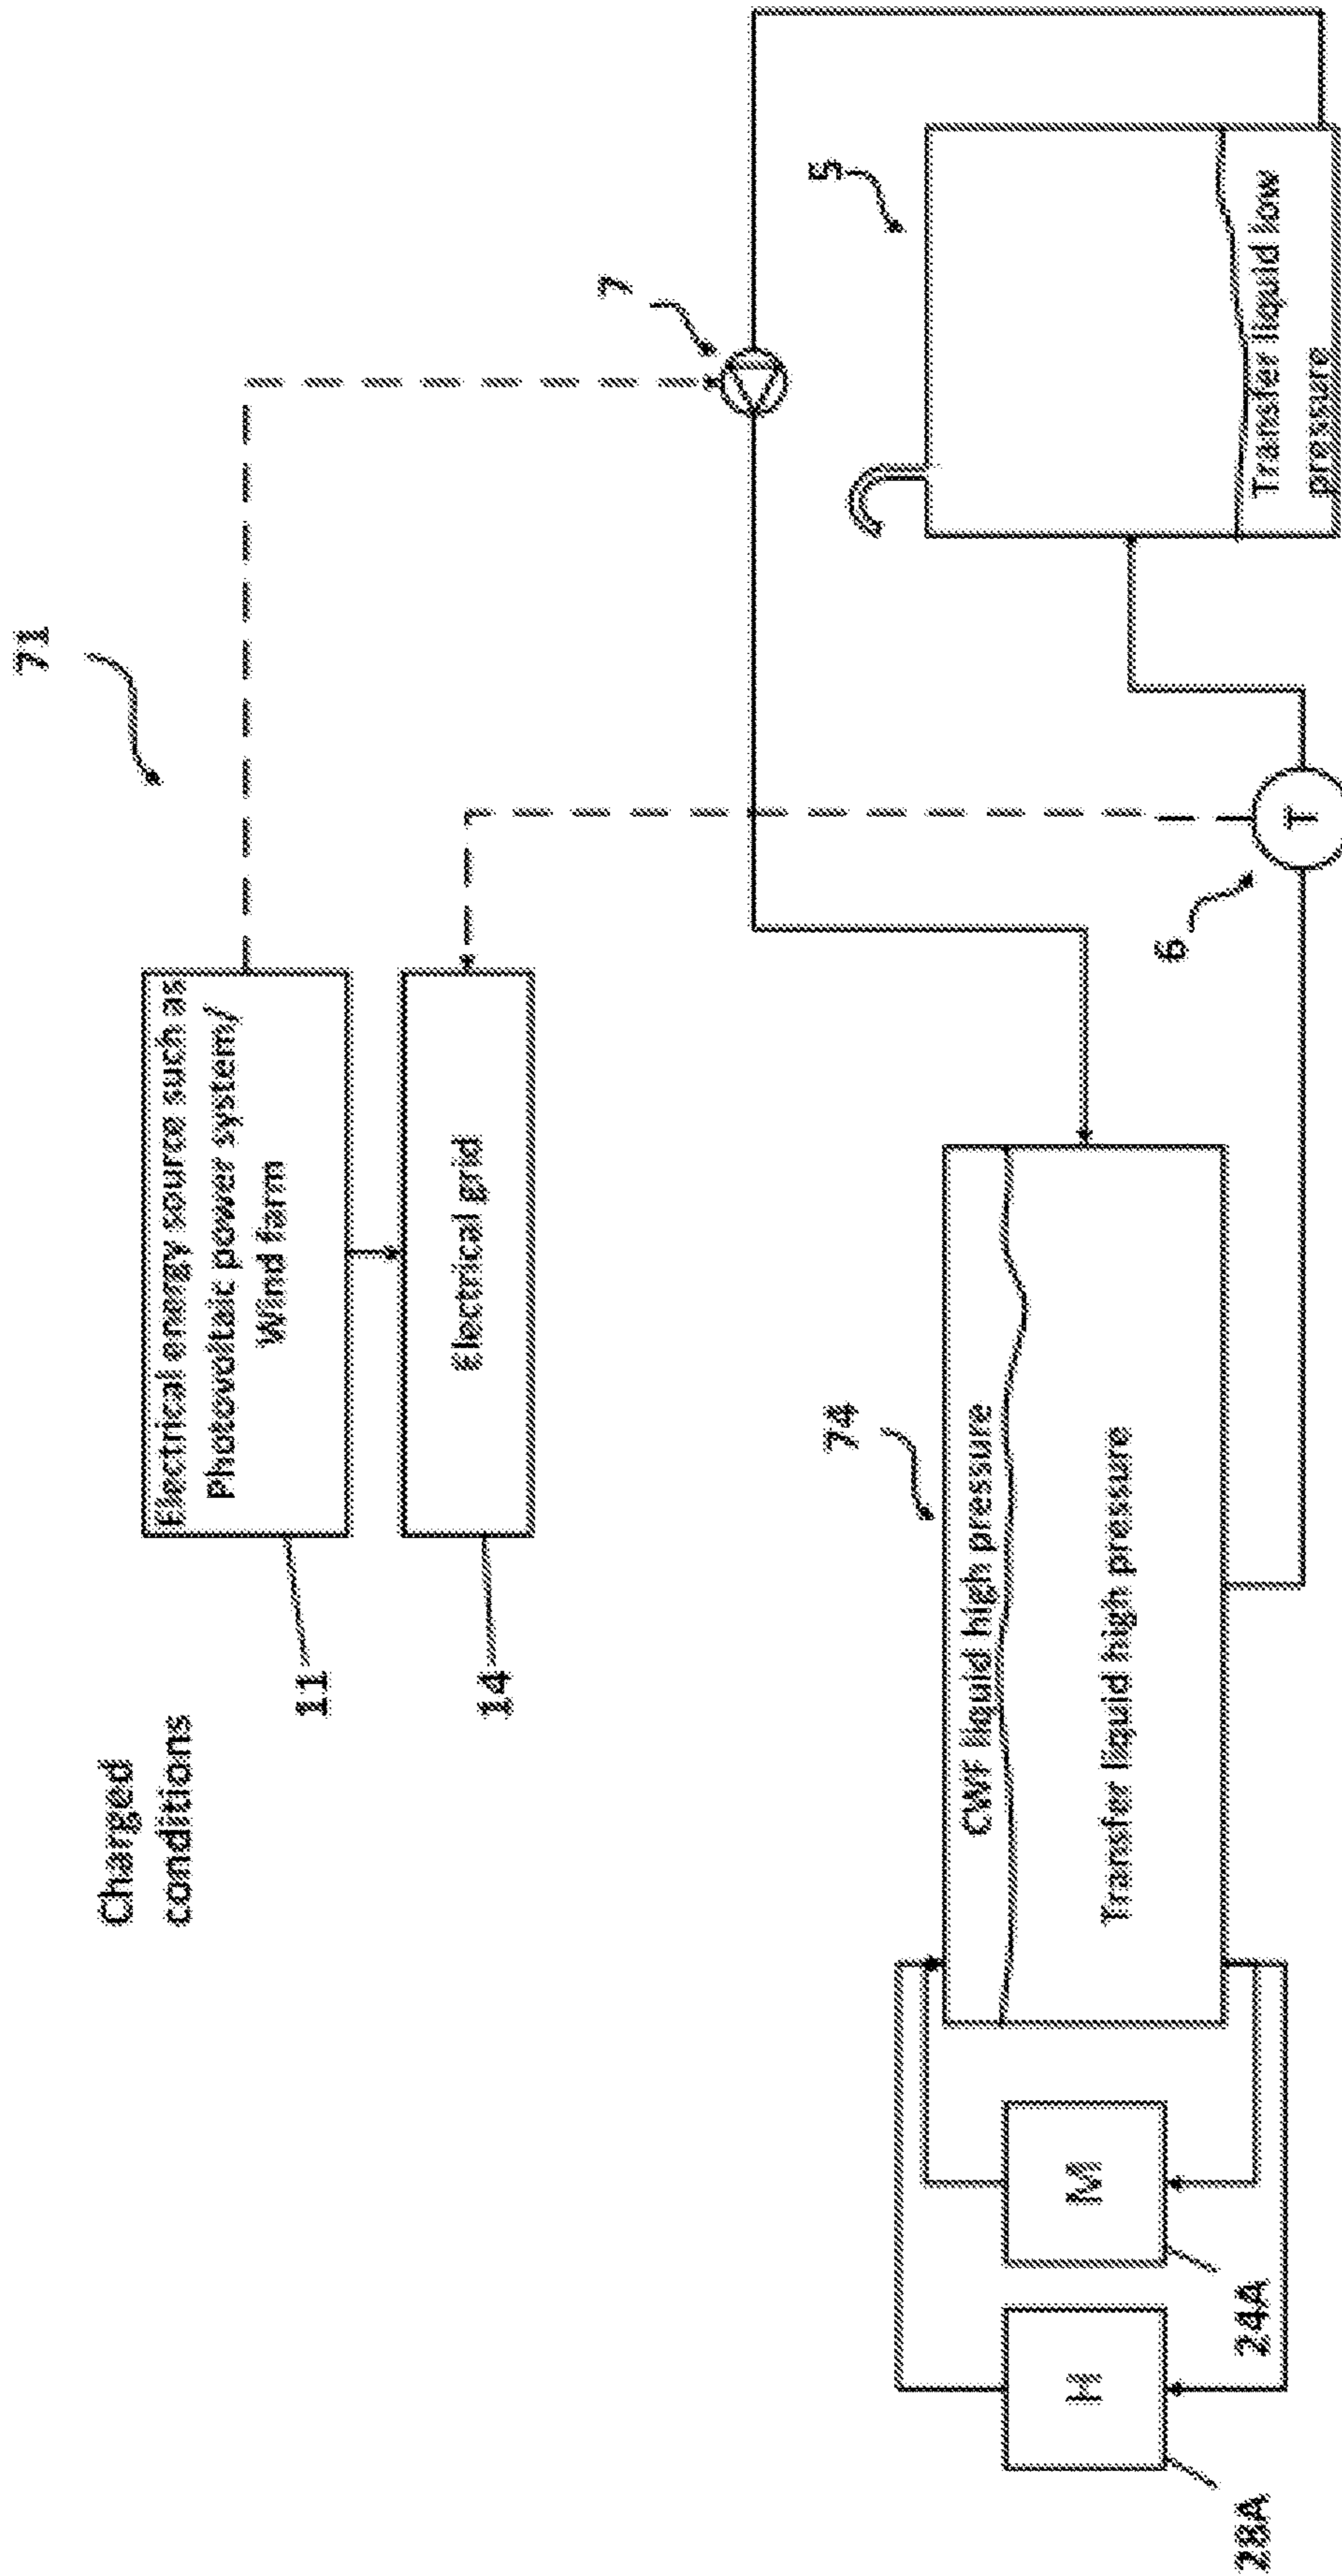 Charged
conditions
71
Electrical energy source such as
Photovoltaic power system/
Wind farm
11
Electrical grid
14
7
5
74
CWF liquid high pressure
Transfer liquid high pressure
Transfer liquid low
pressure
H
M
T
6
28A
24A